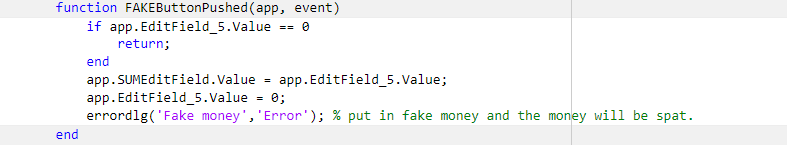 function FAKEButtonPushed(app, event)
if app.EditField_5.Value == 0
return;
end
app.SUMEditField.Value = app.EditField_5.Value;
app.EditField_5.Value = 0;
errordlg('Fake money','Error'); % put in fake money and the money will be spat.
end